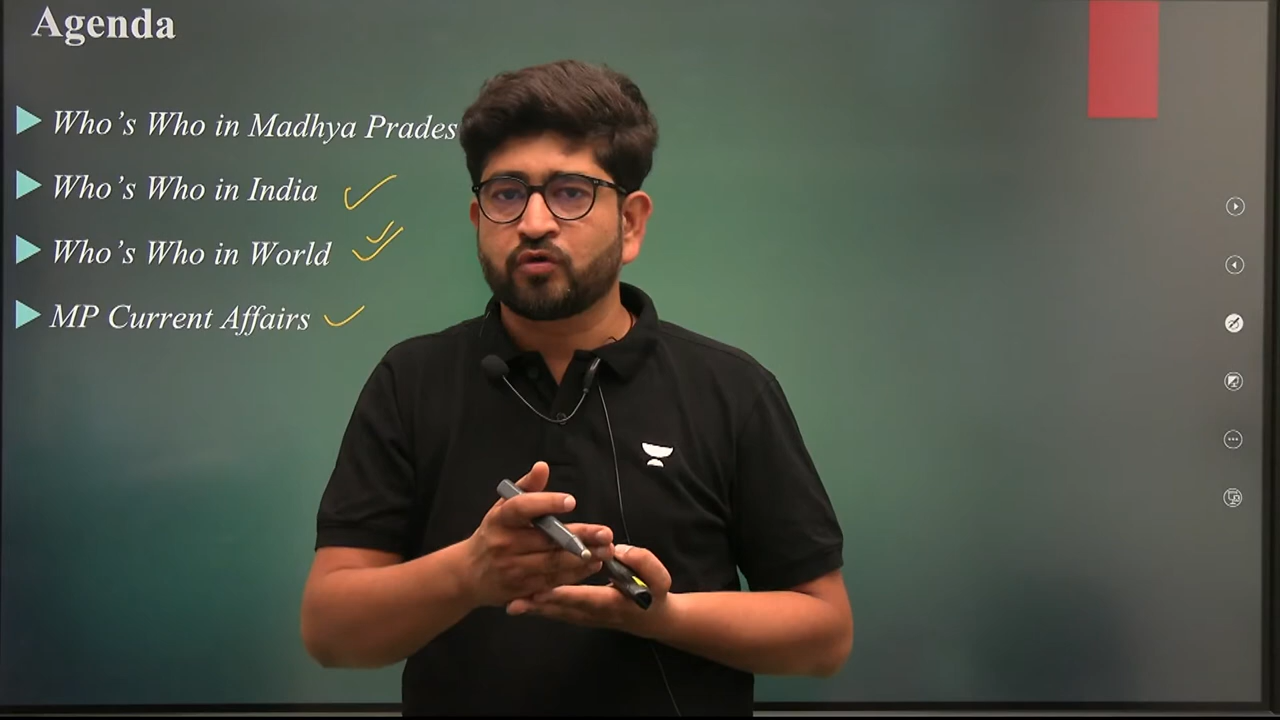 Agenda
Who's Who in Madhya Prades
Who's Who in India
Who's Who in World
MP Current Affairs